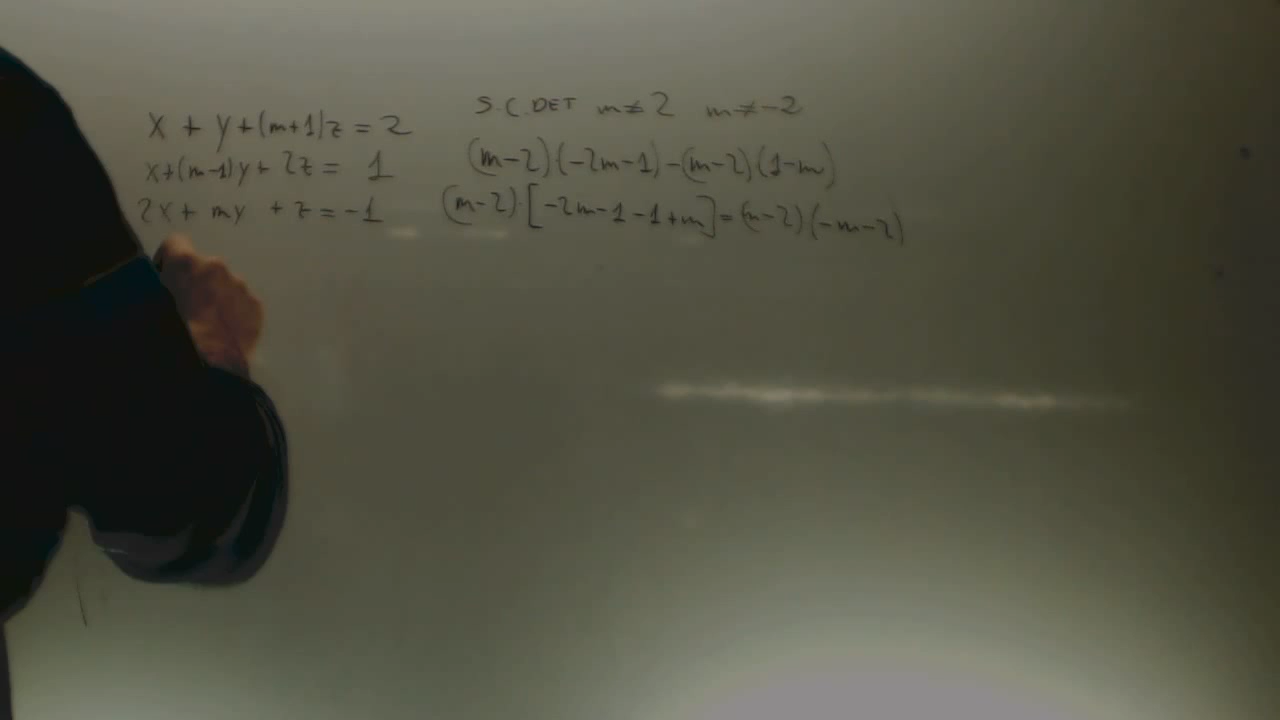 x + y + (m+1)z = 2
x + (m-1)y + 2z = 1
2x + my + z = -1
S.C.DET m≠2 m≠-2
(m-2)(-2m-1)-(m-2)(1-m)
(m-2)·[-2m-1-1+m]=(m-2)(-m-2)